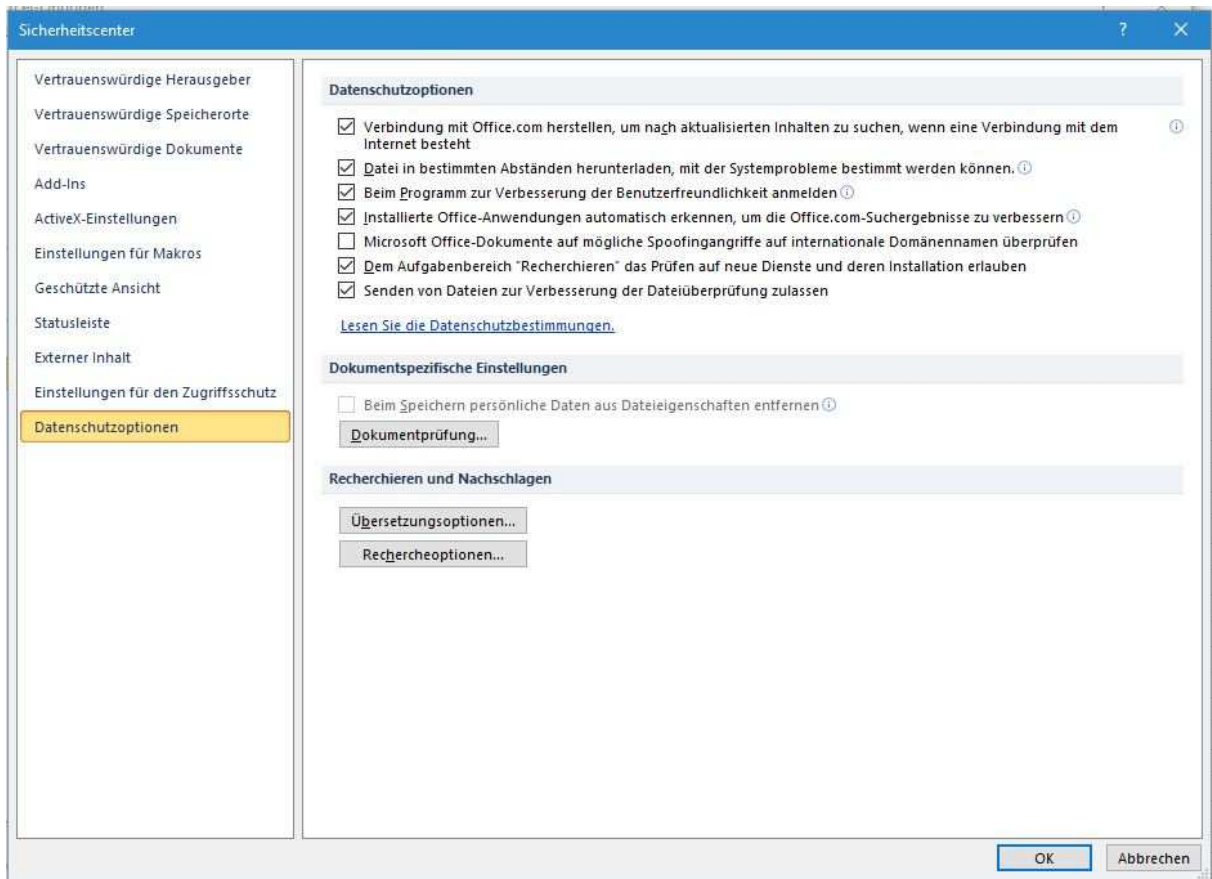 Sicherheitscenter
?
Vertrauenswürdige Herausgeber
Vertrauenswürdige Speicherorte
Vertrauenswürdige Dokumente
Add-Ins
ActiveX-Einstellungen
Einstellungen für Makros
Geschützte Ansicht
Statusleiste
Externer Inhalt
Einstellungen für den Zugriffsschutz
Datenschutzoptionen
Datenschutzoptionen
Verbindung mit Office.com herstellen, um nach aktualisierten Inhalten zu suchen, wenn eine Verbindung mit dem
Internet besteht
Datei in bestimmten Abständen herunterladen, mit der Systemprobleme bestimmt werden können.
Beim Programm zur Verbesserung der Benutzerfreundlichkeit anmelden
Installierte Office-Anwendungen automatisch erkennen, um die Office.com-Suchergebnisse zu verbessern
Microsoft Office-Dokumente auf mögliche Spoofingangriffe auf internationale Domänennamen überprüfen
Dem Aufgabenbereich "Recherchieren" das Prüfen auf neue Dienste und deren Installation erlauben
Senden von Dateien zur Verbesserung der Dateiüberprüfung zulassen
Lesen Sie die Datenschutzbestimmungen.
Dokumentspezifische Einstellungen
Beim Speichern persönliche Daten aus Dateieigenschaften entfernen
Dokumentprüfung...
Recherchieren und Nachschlagen
Übersetzungsoptionen...
Rechercheoptionen...
OK
Abbrechen